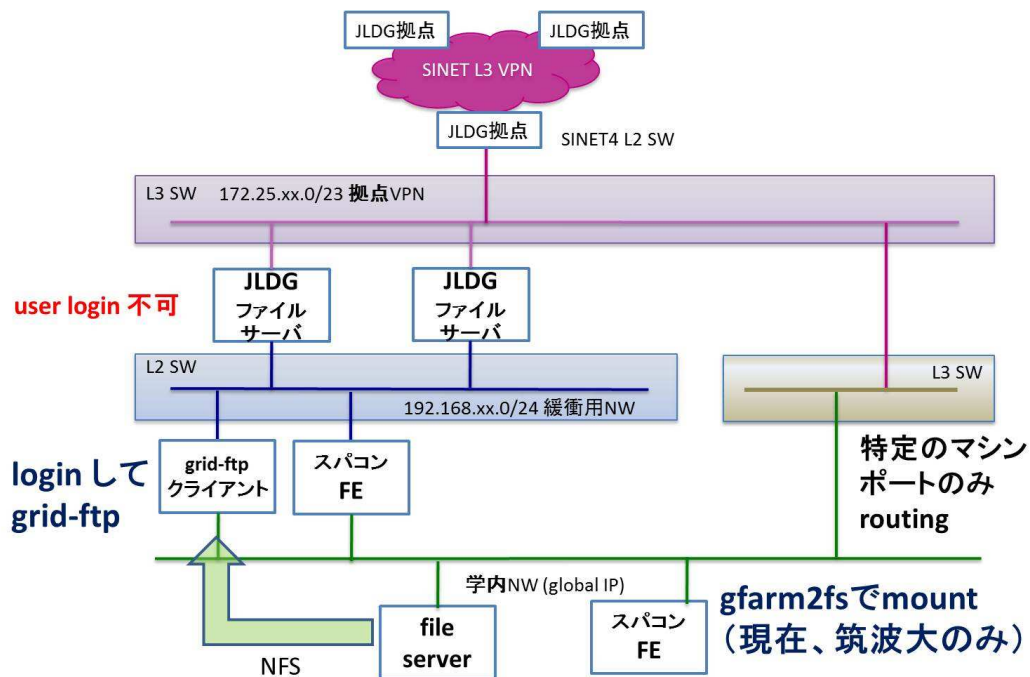 JLDG拠点
JLDG拠点
SINET L3 VPN
JLDG拠点
SINET4 L2 SW
L3 SW
172.25.xx.0/23 拠点VPN
user login 不可
JLDG
ファイル
サーバ
JLDG
ファイル
サーバ
L2 SW
192.168.xx.0/24 緩衝用NW
L3 SW
login して
grid-ftp
grid-ftp
クライアント
スパコン
FE
特定のマシン
ポートのみ
routing
学内NW (global IP)
NFS
file
server
スパコン
FE
gfarm2fsでmount
（現在、筑波大のみ）